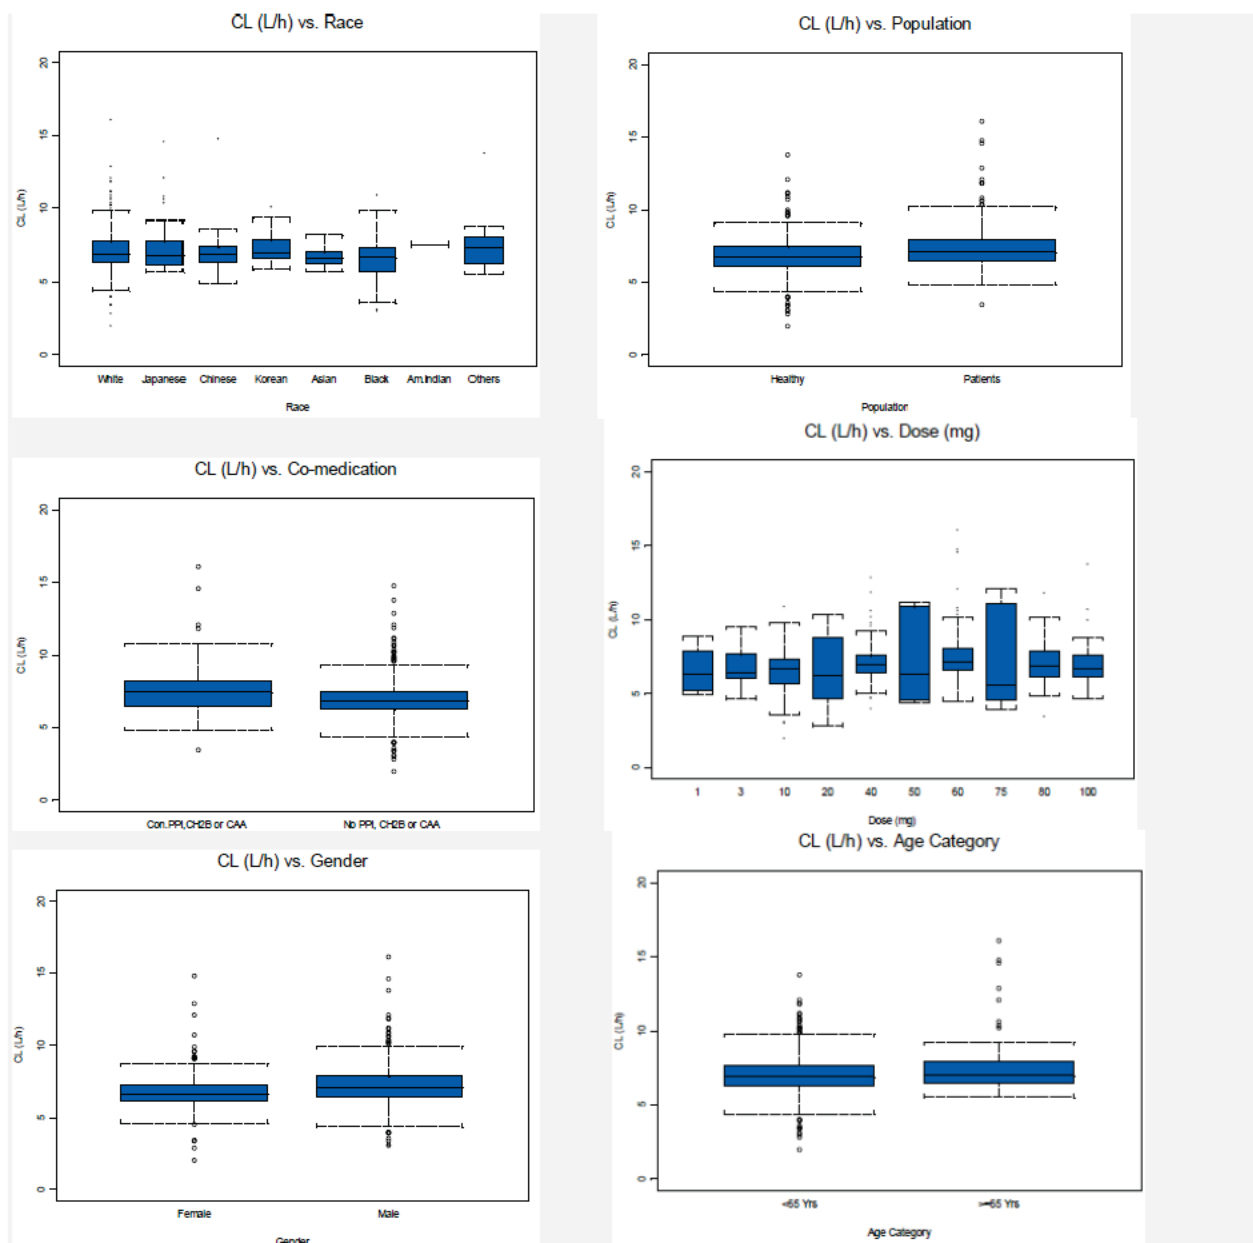 CL (L/h) vs. Race
20
15
10
5
0
CL (L/h)
White Japanese Chinese Korean Asian Black Am.Indian Others
Race
CL (L/h) vs. Population
20
15
10
5
0
CL (L/h)
Healthy Patients
Population
CL (L/h) vs. Co-medication
20
15
10
5
0
CL (L/h)
Con.PPI,CH2B or CAA No PPI, CH2B or CAA
CL (L/h) vs. Dose (mg)
20
15
10
5
0
CL (L/h)
1 3 10 20 40 50 60 75 80 100
Dose (mg)
CL (L/h) vs. Gender
20
15
10
5
0
CL (L/h)
Female Male
Gender
CL (L/h) vs. Age Category
20
15
10
5
0
CL (L/h)
<65 Yrs >=65 Yrs
Age Category